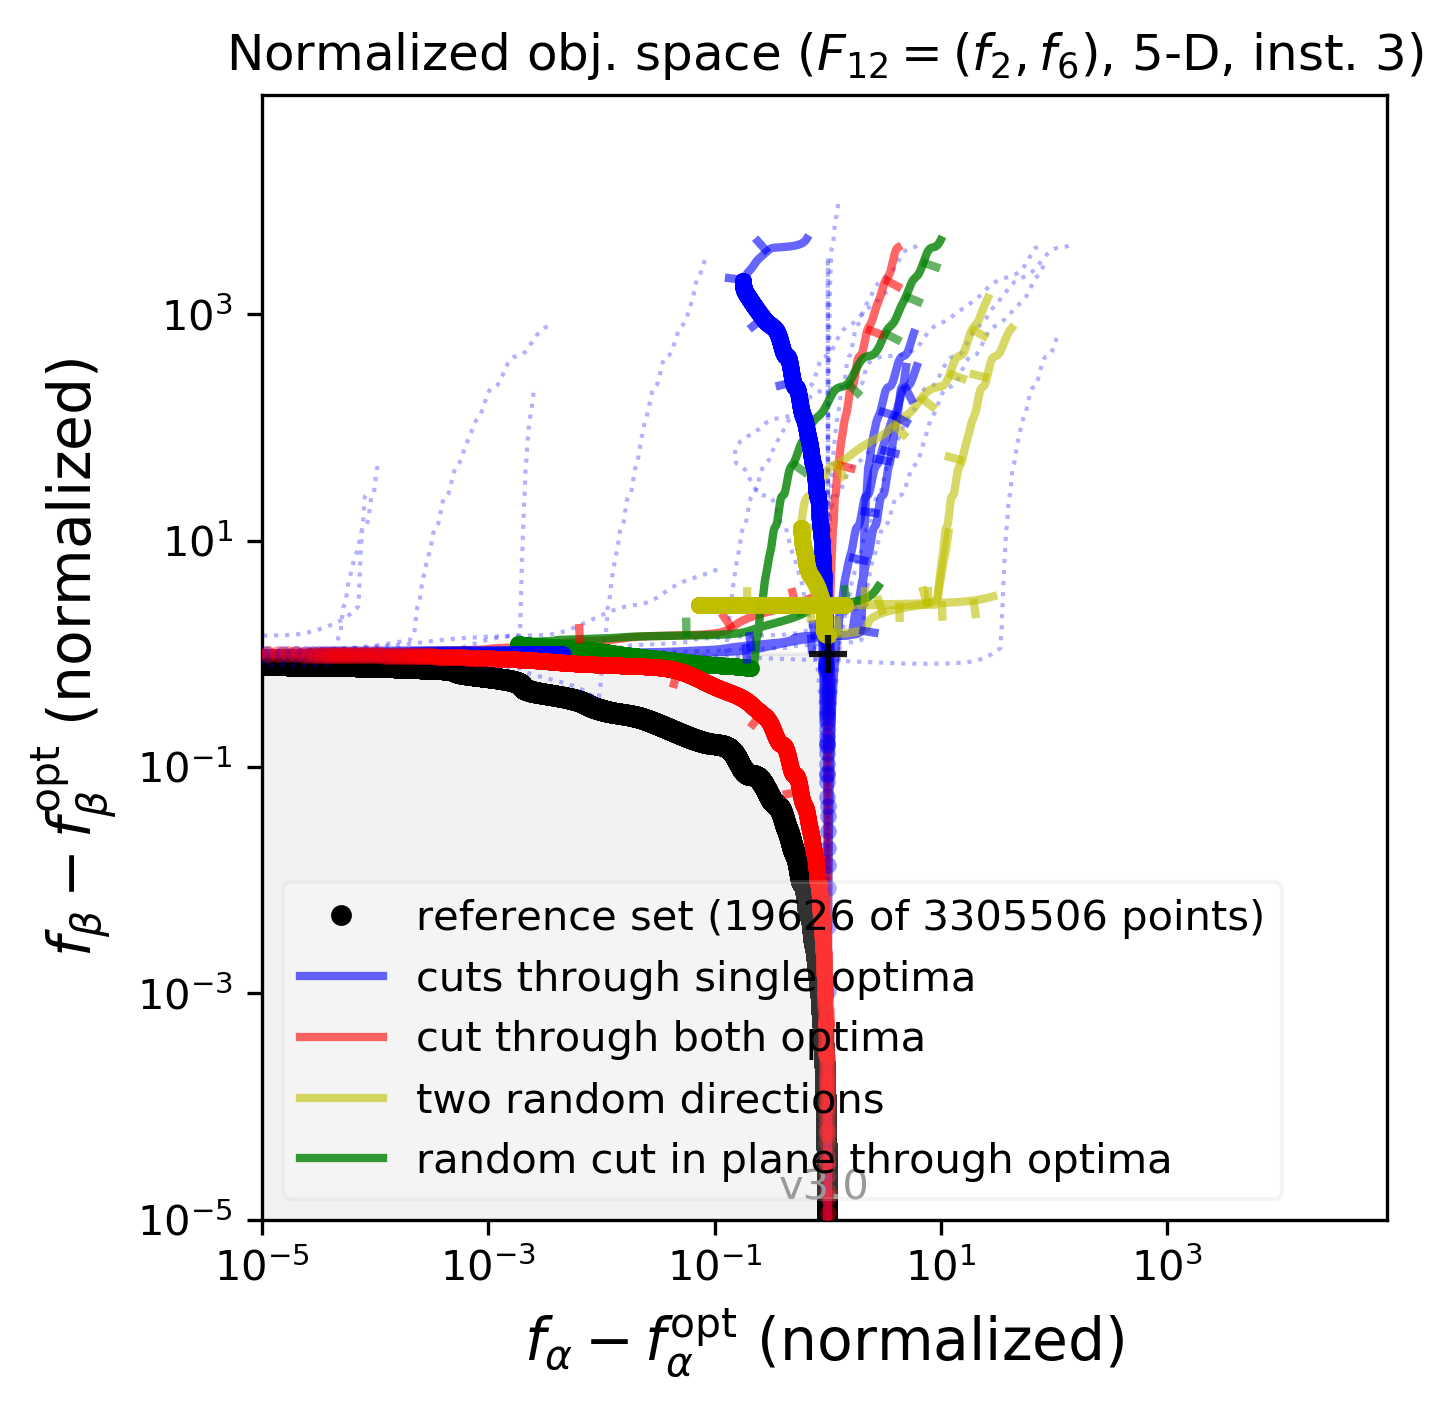 Normalized obj. space ($F_{12} = (f_2, f_6)$, 5-D, inst. 3)
$f_\beta - f_\beta^{\mathrm{opt}}$ (normalized)
$10^3$
$10^1$
$10^{-1}$
$10^{-3}$
$10^{-5}$
reference set (19626 of 3305506 points)
cuts through single optima
cut through both optima
two random directions
random cut in plane through optima
v3.0
$10^{-5}$ $10^{-3}$ $10^{-1}$ $10^1$ $10^3$
$f_\alpha - f_\alpha^{\mathrm{opt}}$ (normalized)